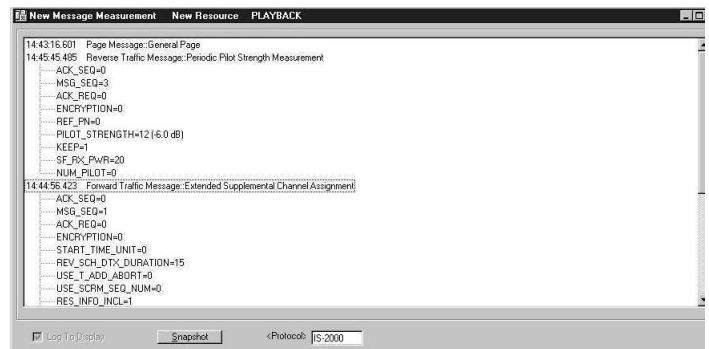 New Message Measurement New Resource PLAYBACK
14:43:16.601 Page Message::General Page
14:45:45.485 Reverse Traffic Message::Periodic Pilot Strength Measurement
ACK_SEQ=0
MSG_SEQ=3
ACK_REQ=0
ENCRYPTION=0
REF_PN=0
PILOT_STRENGTH=12 (-6.0 dB)
KEEP=1
SF_RX_PWR=20
NUM_PILOT=0
14:44:56.423 Forward Traffic Message::Extended Supplemental Channel Assignment
ACK_SEQ=0
MSG_SEQ=1
ACK_REQ=0
ENCRYPTION=0
START_TIME_UNIT=0
REV_SCH_DTX_DURATION=15
USE_T_ADD_ABORT=0
USE_SCRM_SEQ_NUM=0
RES_INFO_INCL=1
Log To Display Snapshot <Protocol> IS-2000